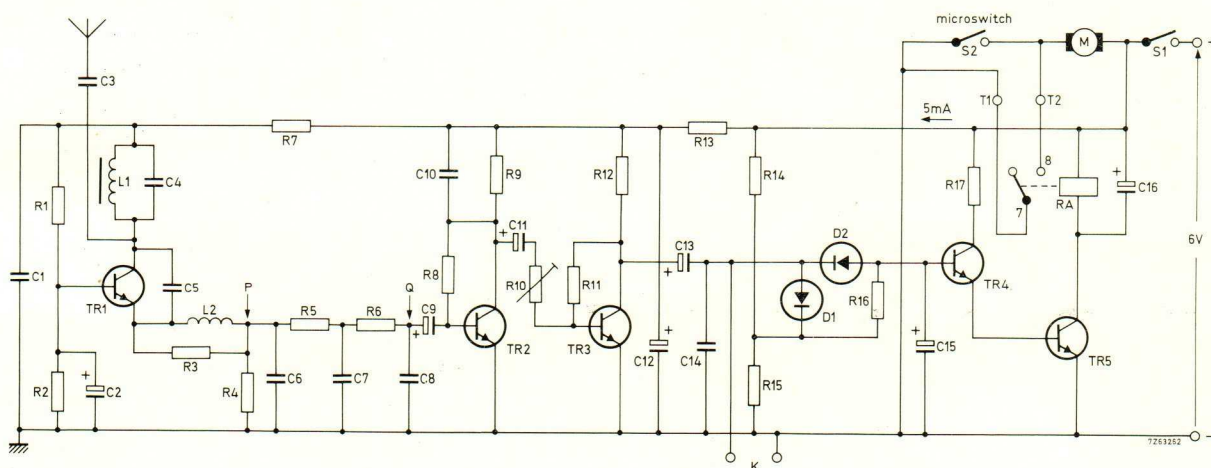 microswitch
S2
M
S1
C3
5mA
T1
T2
R7
R13
8
L1
C4
C10
R9
R12
R14
R17
7
RA
+
C16
R1
+
C11
C13
D2
6V
C1
C5
R8
R10
R11
+
TR4
TR1
L2
P
R5
R6
Q
C9
+
D1
R16
+
R3
TR2
TR3
+
C12
C14
C15
TR5
R2
+
C2
R4
C6
C7
C8
R15
7Z63252
K